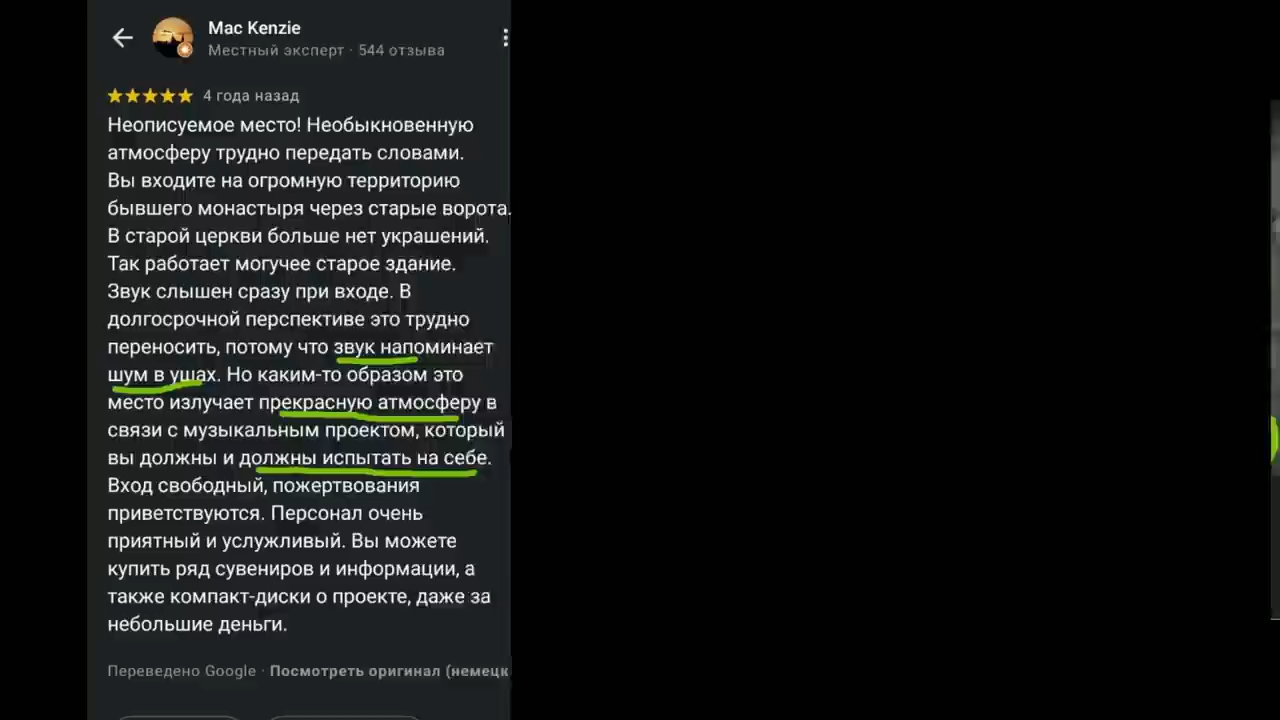 Mac Kenzie
Местный эксперт · 544 отзыва
4 года назад
Неописуемое место! Необыкновенную
атмосферу трудно передать словами.
Вы входите на огромную территорию
бывшего монастыря через старые ворота.
В старой церкви больше нет украшений.
Так работает могучее старое здание.
Звук слышен сразу при входе. В
долгосрочной перспективе это трудно
переносить, потому что звук напоминает
шум в ушах. Но каким-то образом это
место излучает прекрасную атмосферу в
связи с музыкальным проектом, который
вы должны и должны испытать на себе.
Вход свободный, пожертвования
приветствуются. Персонал очень
приятный и услужливый. Вы можете
купить ряд сувениров и информации, а
также компакт-диски о проекте, даже за
небольшие деньги.
Переведено Google · Посмотреть оригинал (немецк